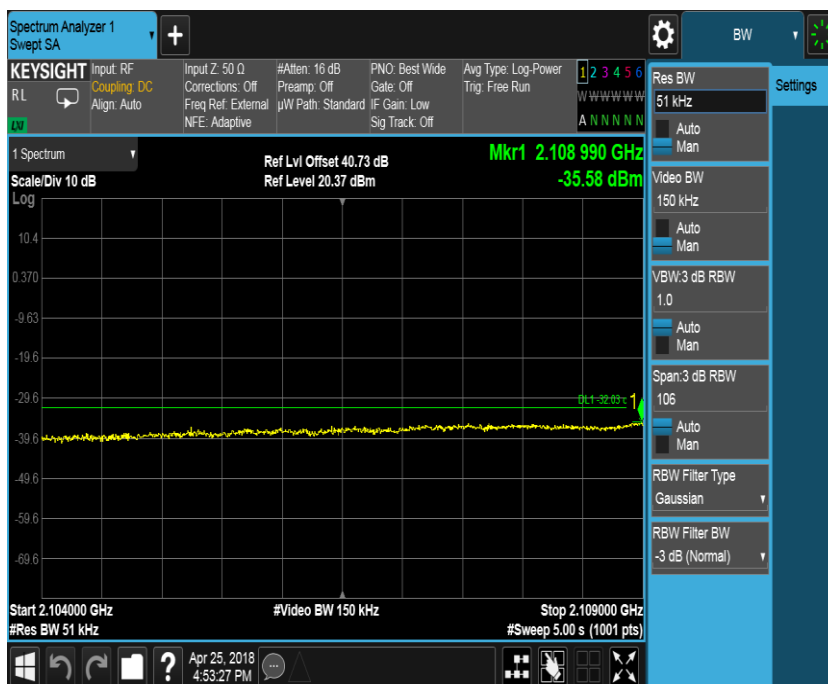 Spectrum Analyzer 1
Swept SA
+
BW
KEYSIGHT
RL
LXI
Input: RF
Coupling: DC
Align: Auto
Input Z: 50 Ω
Corrections: Off
Freq Ref: External
NFE: Adaptive
#Atten: 16 dB
Preamp: Off
µW Path: Standard
PNO: Best Wide
Gate: Off
IF Gain: Low
Sig Track: Off
Avg Type: Log-Power
Trig: Free Run
1 2 3 4 5 6
W W W W W W
A N N N N N
1 Spectrum
Scale/Div 10 dB
Ref Lvl Offset 40.73 dB
Ref Level 20.37 dBm
Mkr1 2.108 990 GHz
-35.58 dBm
Log
10.4
0.370
-9.63
-19.6
-29.6
-39.6
-49.6
-59.6
-69.6
1
Start 2.104000 GHz
#Res BW 51 kHz
#Video BW 150 kHz
Stop 2.109000 GHz
#Sweep 5.00 s (1001 pts)
Res BW
51 kHz
Auto
Man
Video BW
150 kHz
Auto
Man
VBW:3 dB RBW
1.0
Auto
Man
Span:3 dB RBW
106
Auto
Man
RBW Filter Type
Gaussian
RBW Filter BW
-3 dB (Normal)
Settings
?
Apr 25, 2018
4:53:27 PM